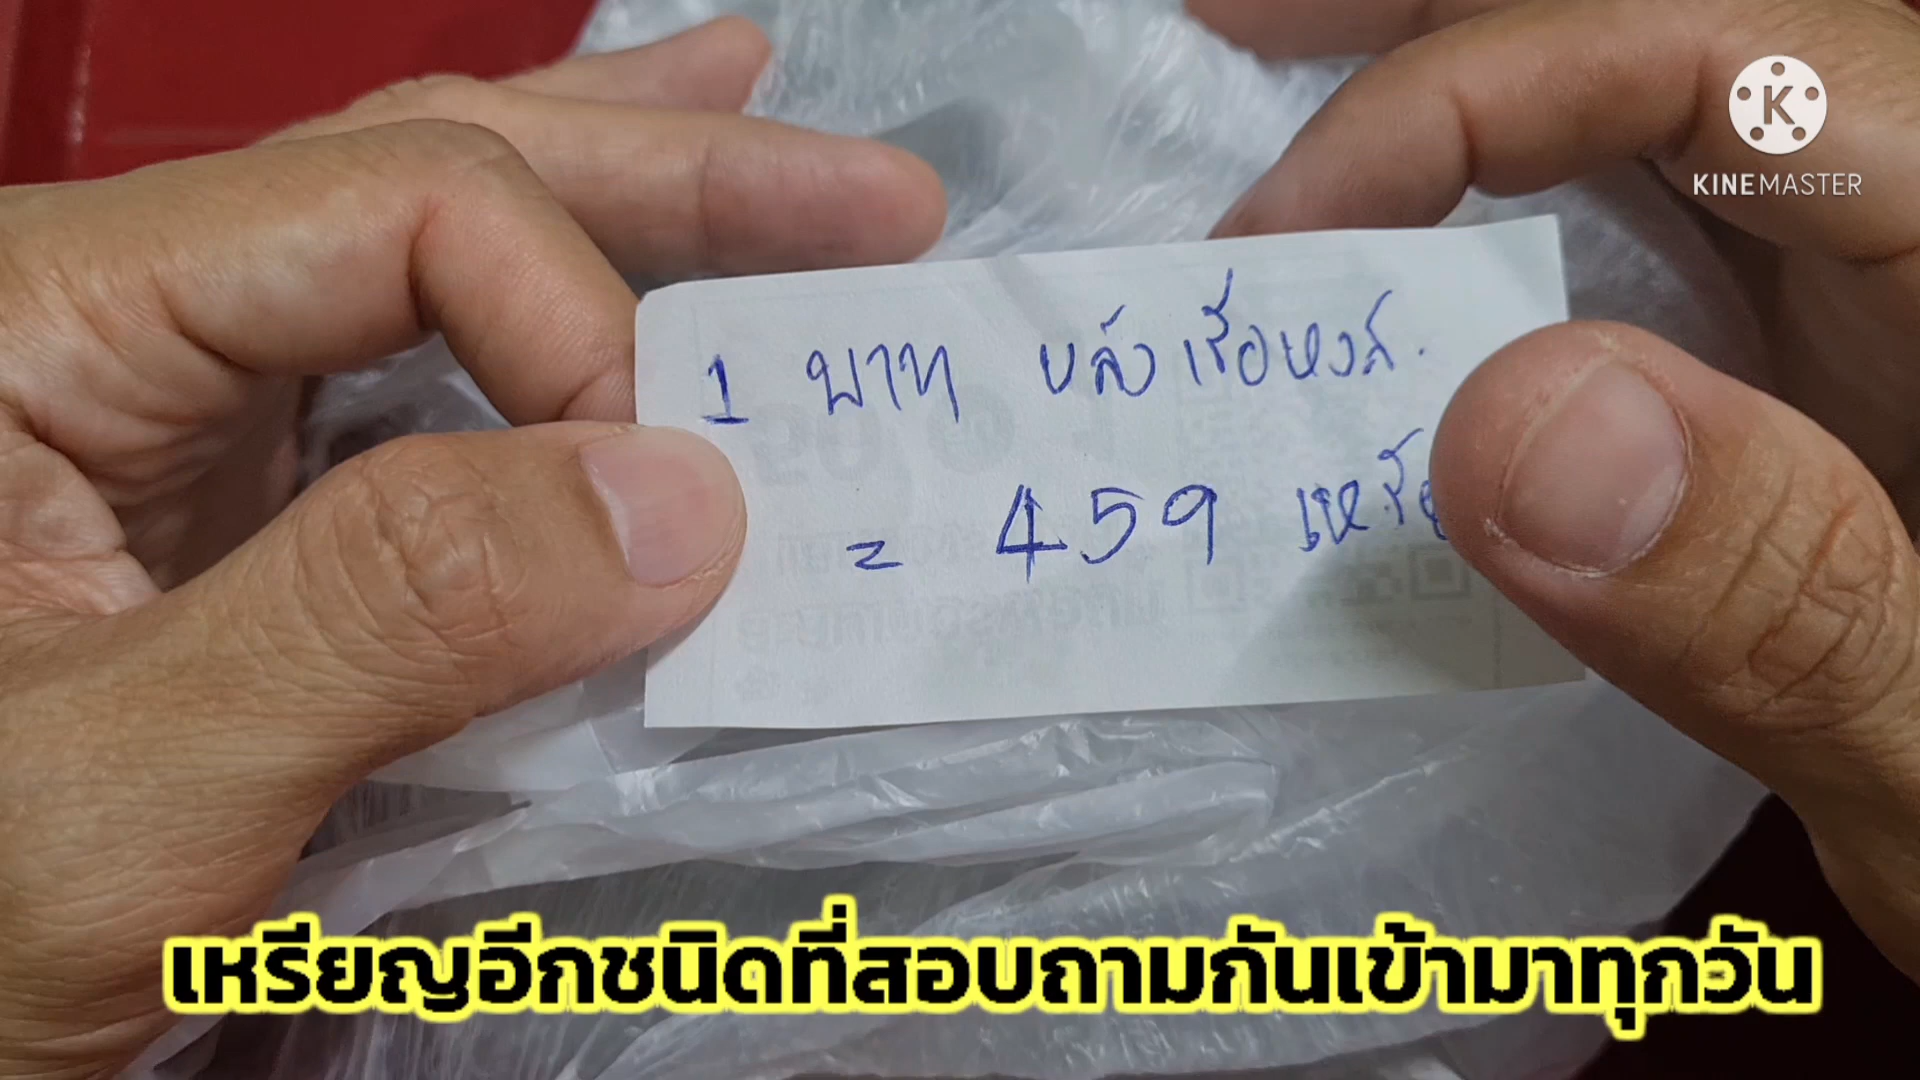 KINEMASTER
1 บาท หลังเรือหงส์.
= 459 เหรีย
เหรียญอีกชนิดที่สอบถามกันเข้ามาทุกวัน